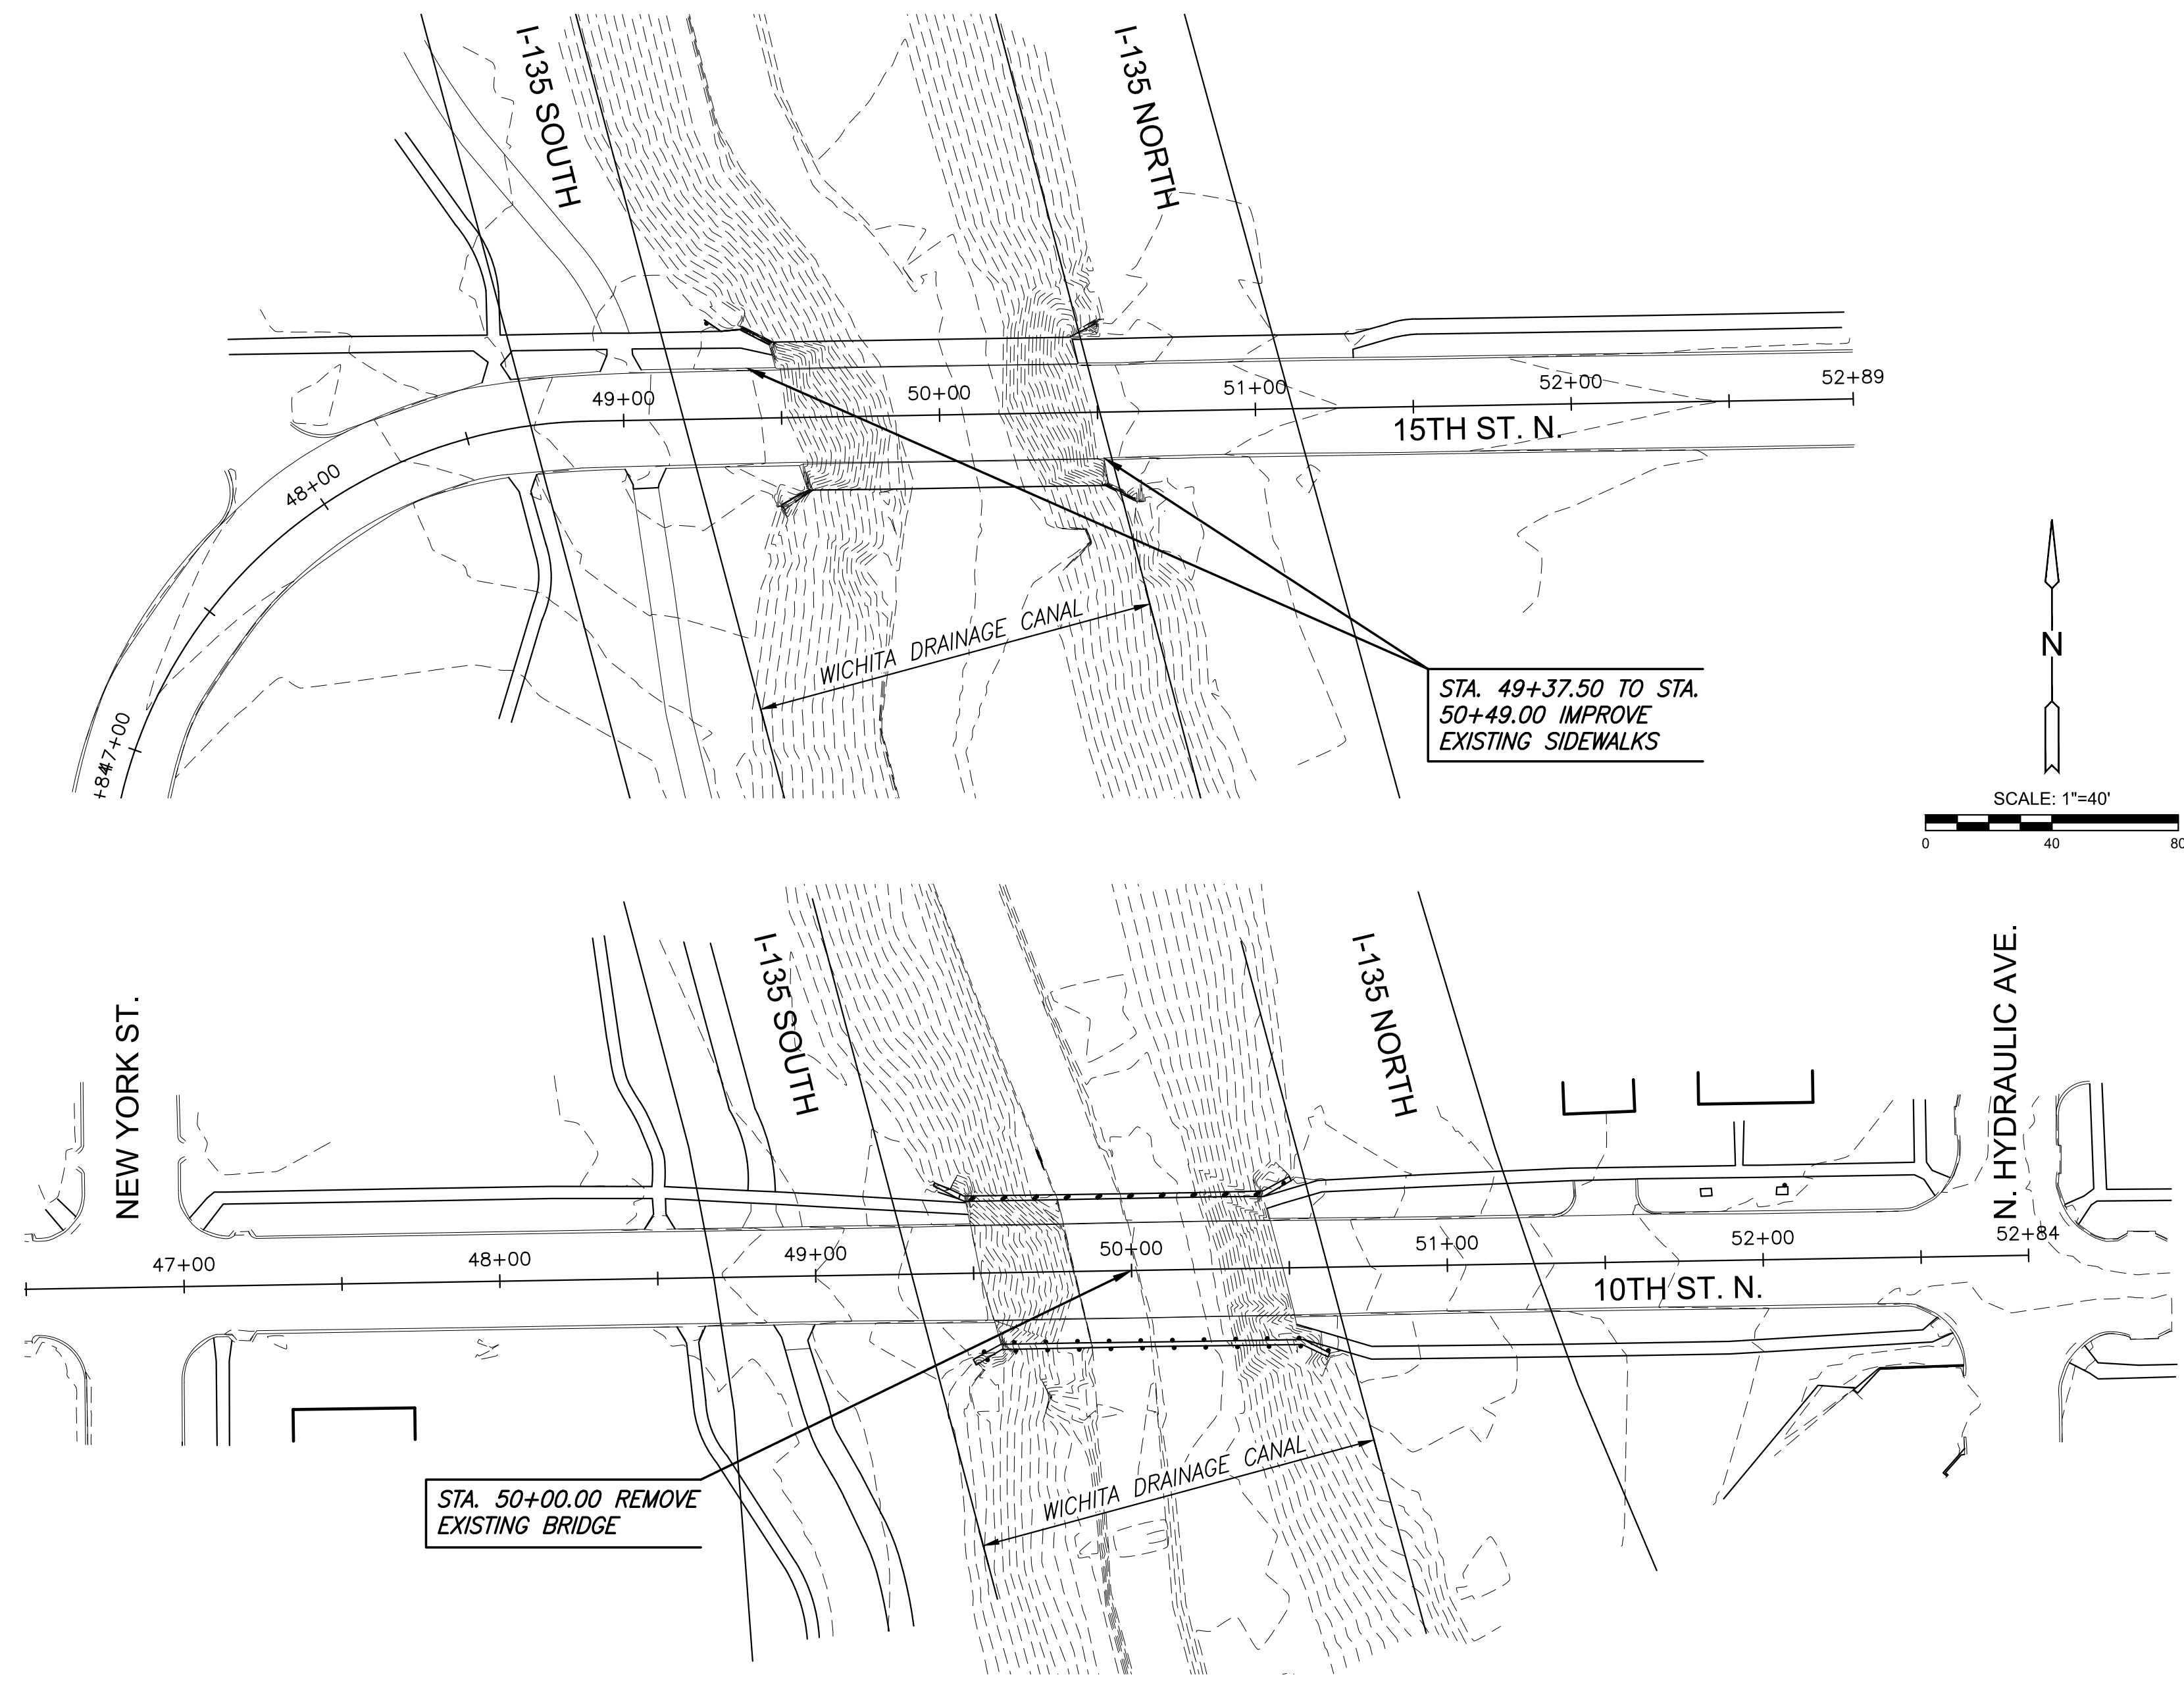 I-135 SOUTH
I-135 NORTH
49+00
50+00
51+00
52+00
52+89
15TH ST. N.
48+00
47+00
+84
WICHITA DRAINAGE CANAL
STA. 49+37.50 TO STA.
50+49.00 IMPROVE
EXISTING SIDEWALKS
N
SCALE: 1"=40'
0
40
80
NEW YORK ST.
I-135 SOUTH
I-135 NORTH
N. HYDRAULIC AVE.
47+00
48+00
49+00
50+00
51+00
52+00
52+84
10TH ST. N.
WICHITA DRAINAGE CANAL
STA. 50+00.00 REMOVE
EXISTING BRIDGE